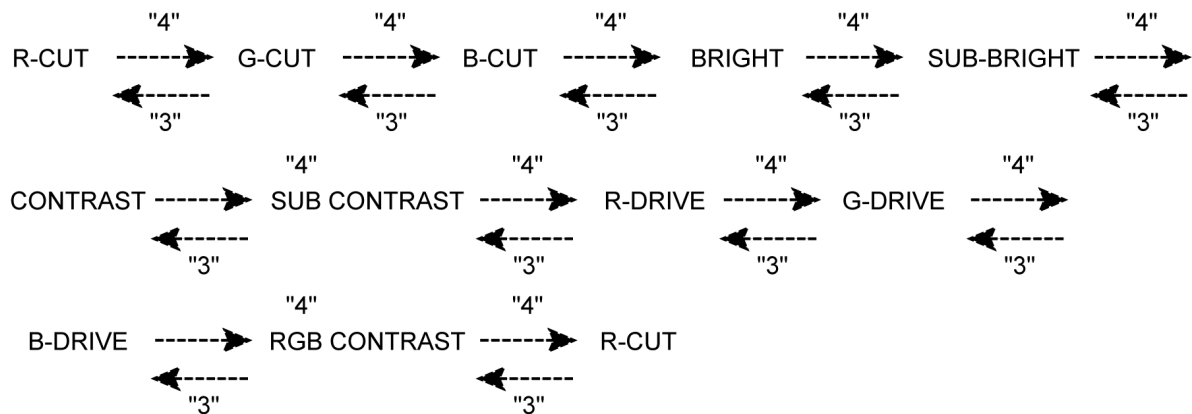 "4" "4" "4" "4" "4"
R-CUT G-CUT B-CUT BRIGHT SUB-BRIGHT
"3" "3" "3" "3" "3"
"4" "4" "4" "4"
CONTRAST SUB CONTRAST R-DRIVE G-DRIVE
"3" "3" "3" "3"
"4" "4"
B-DRIVE RGB CONTRAST R-CUT
"3" "3"